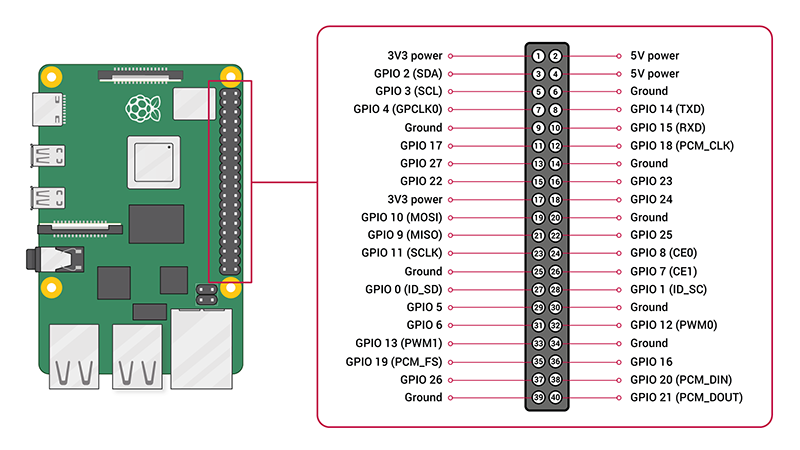 3V3 power 1 2 5V power
GPIO 2 (SDA) 3 4 5V power
GPIO 3 (SCL) 5 6 Ground
GPIO 4 (GPCLK0) 7 8 GPIO 14 (TXD)
Ground 9 10 GPIO 15 (RXD)
GPIO 17 11 12 GPIO 18 (PCM_CLK)
GPIO 27 13 14 Ground
GPIO 22 15 16 GPIO 23
3V3 power 17 18 GPIO 24
GPIO 10 (MOSI) 19 20 Ground
GPIO 9 (MISO) 21 22 GPIO 25
GPIO 11 (SCLK) 23 24 GPIO 8 (CE0)
Ground 25 26 GPIO 7 (CE1)
GPIO 0 (ID_SD) 27 28 GPIO 1 (ID_SC)
GPIO 5 29 30 Ground
GPIO 6 31 32 GPIO 12 (PWM0)
GPIO 13 (PWM1) 33 34 Ground
GPIO 19 (PCM_FS) 35 36 GPIO 16
GPIO 26 37 38 GPIO 20 (PCM_DIN)
Ground 39 40 GPIO 21 (PCM_DOUT)